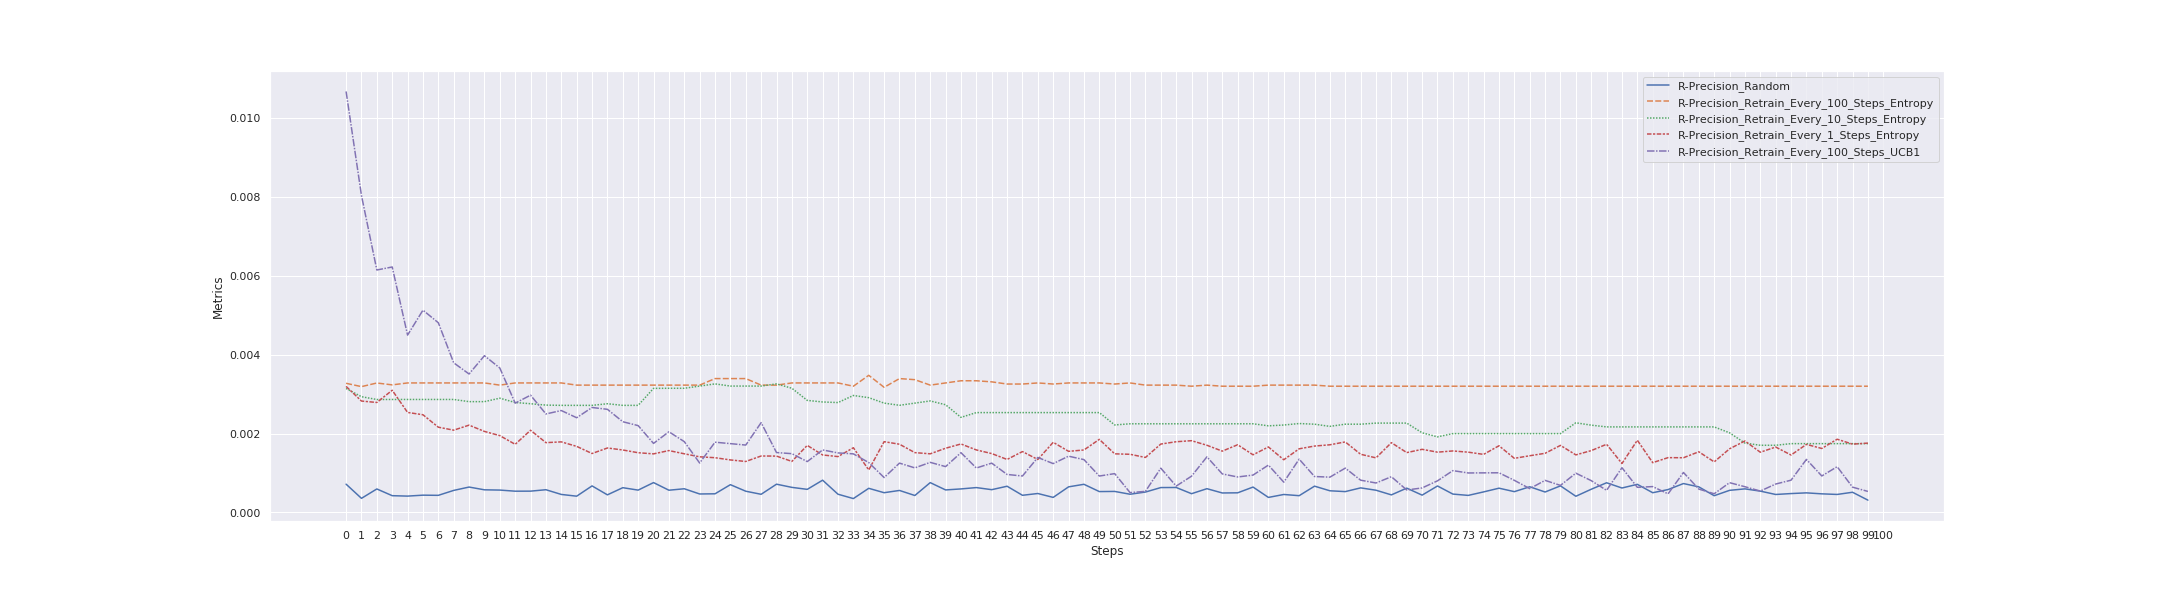 R-Precision_Random
R-Precision_Retrain_Every_100_Steps_Entropy
R-Precision_Retrain_Every_10_Steps_Entropy
R-Precision_Retrain_Every_1_Steps_Entropy
R-Precision_Retrain_Every_100_Steps_UCB1
0.010
0.008
0.006
0.004
0.002
0.000
Metrics
0 1 2 3 4 5 6 7 8 9 10 11 12 13 14 15 16 17 18 19 20 21 22 23 24 25 26 27 28 29 30 31 32 33 34 35 36 37 38 39 40 41 42 43 44 45 46 47 48 49 50 51 52 53 54 55 56 57 58 59 60 61 62 63 64 65 66 67 68 69 70 71 72 73 74 75 76 77 78 79 80 81 82 83 84 85 86 87 88 89 90 91 92 93 94 95 96 97 98 99 100
Steps